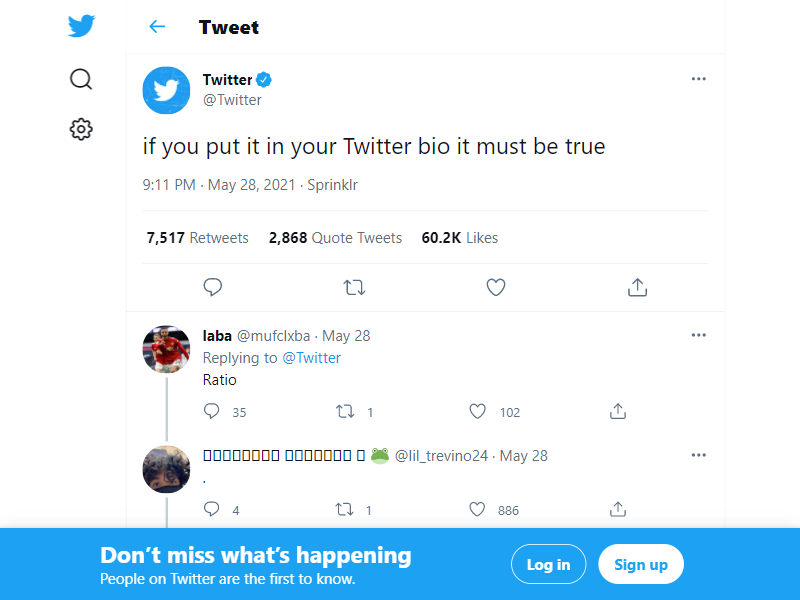 Tweet
Twitter
@Twitter
if you put it in your Twitter bio it must be true
9:11 PM · May 28, 2021 · Sprinklr
7,517 Retweets 2,868 Quote Tweets 60.2K Likes
laba @mufclxba · May 28
Replying to @Twitter
Ratio
35 1 102
🐸 @lil_trevino24 · May 28
.
4 1 886
Don’t miss what’s happening
People on Twitter are the first to know.
Log in
Sign up